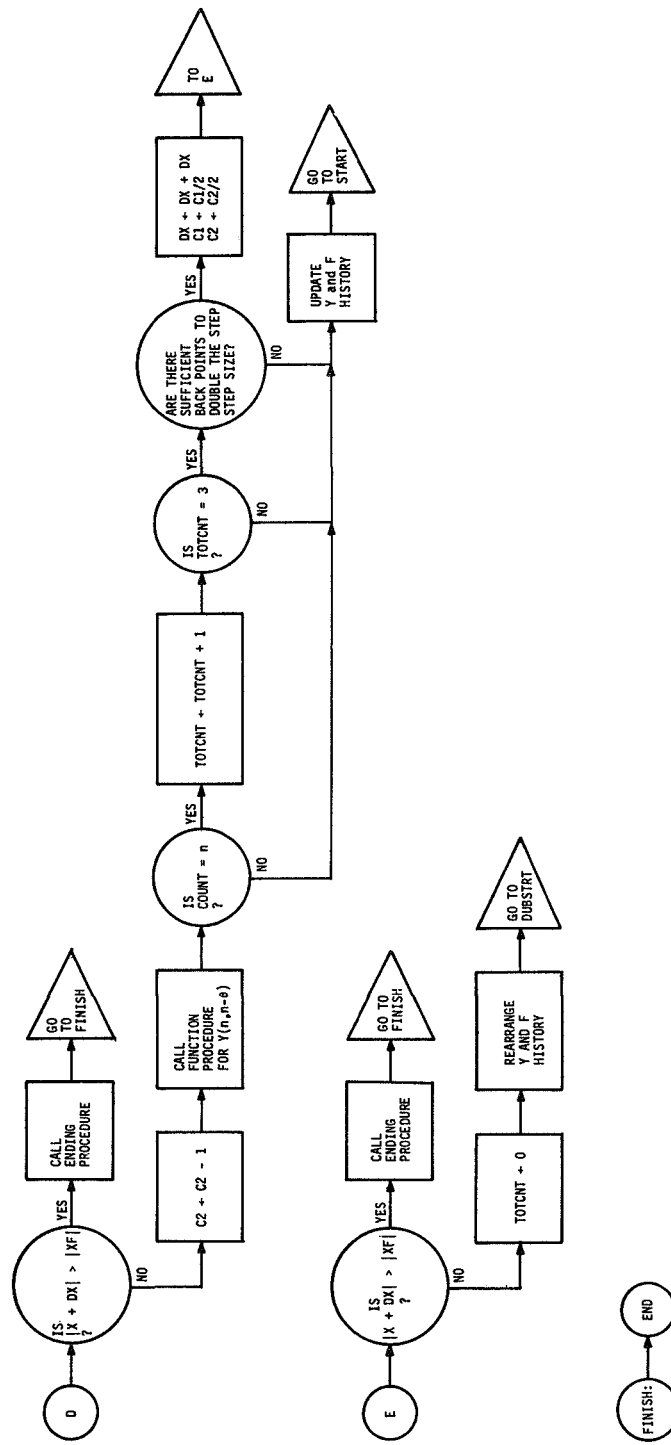 D
IS
|X + DX| > |XF|
?
YES
CALL
ENDING
PROCEDURE
GO
TO
FINISH
NO
C2 ← C2 - 1
CALL
FUNCTION
PROCEDURE
FOR Y(n,n-θ)
IS
COUNT = n
?
YES
NO
TOTCNT ← TOTCNT + 1
IS
TOTCNT = 3
?
YES
NO
ARE THERE
SUFFICIENT
BACK POINTS TO
DOUBLE THE STEP
STEP SIZE?
YES
NO
DX ← DX + DX
C1 ← C1/2
C2 ← C2/2
TO
E
UPDATE
Y and F
HISTORY
GO
TO
START
E
IS
|X + DX| > |XF|
?
YES
CALL
ENDING
PROCEDURE
GO TO
FINISH
NO
TOTCNT ← 0
REARRANGE
Y AND F
HISTORY
GO TO
DUBSTRT
FINISH:
END